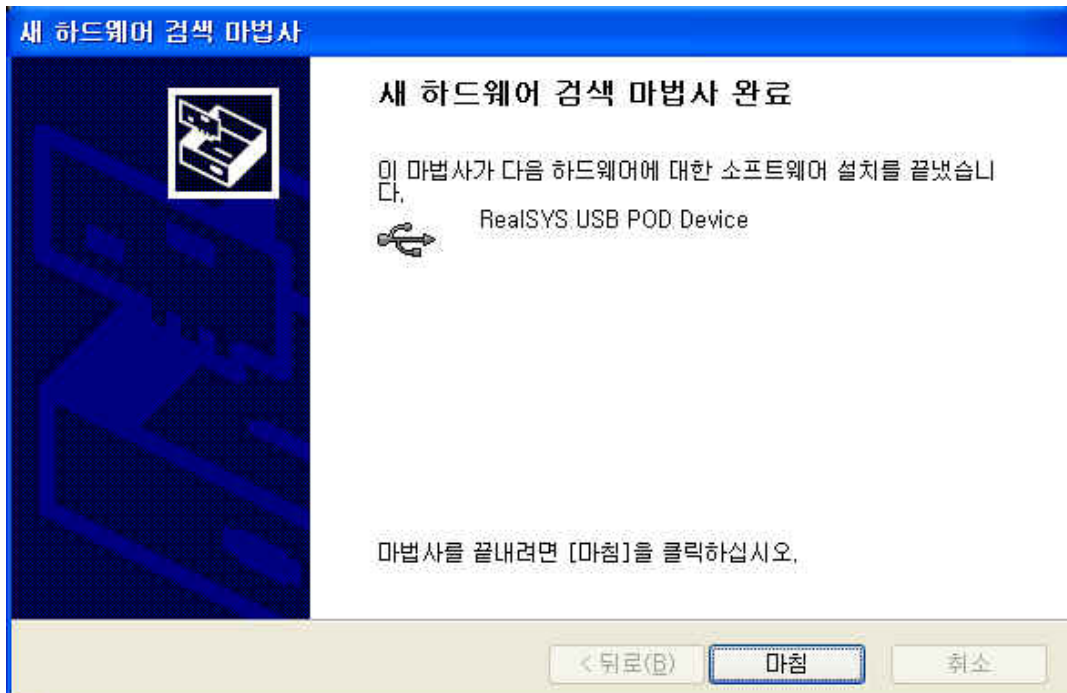 새 하드웨어 검색 마법사
새 하드웨어 검색 마법사 완료
이 마법사가 다음 하드웨어에 대한 소프트웨어 설치를 끝냈습니
다.
RealSYS USB POD Device
마법사를 끝내려면 [마침]을 클릭하십시오.
< 뒤로(B) 마침 취소